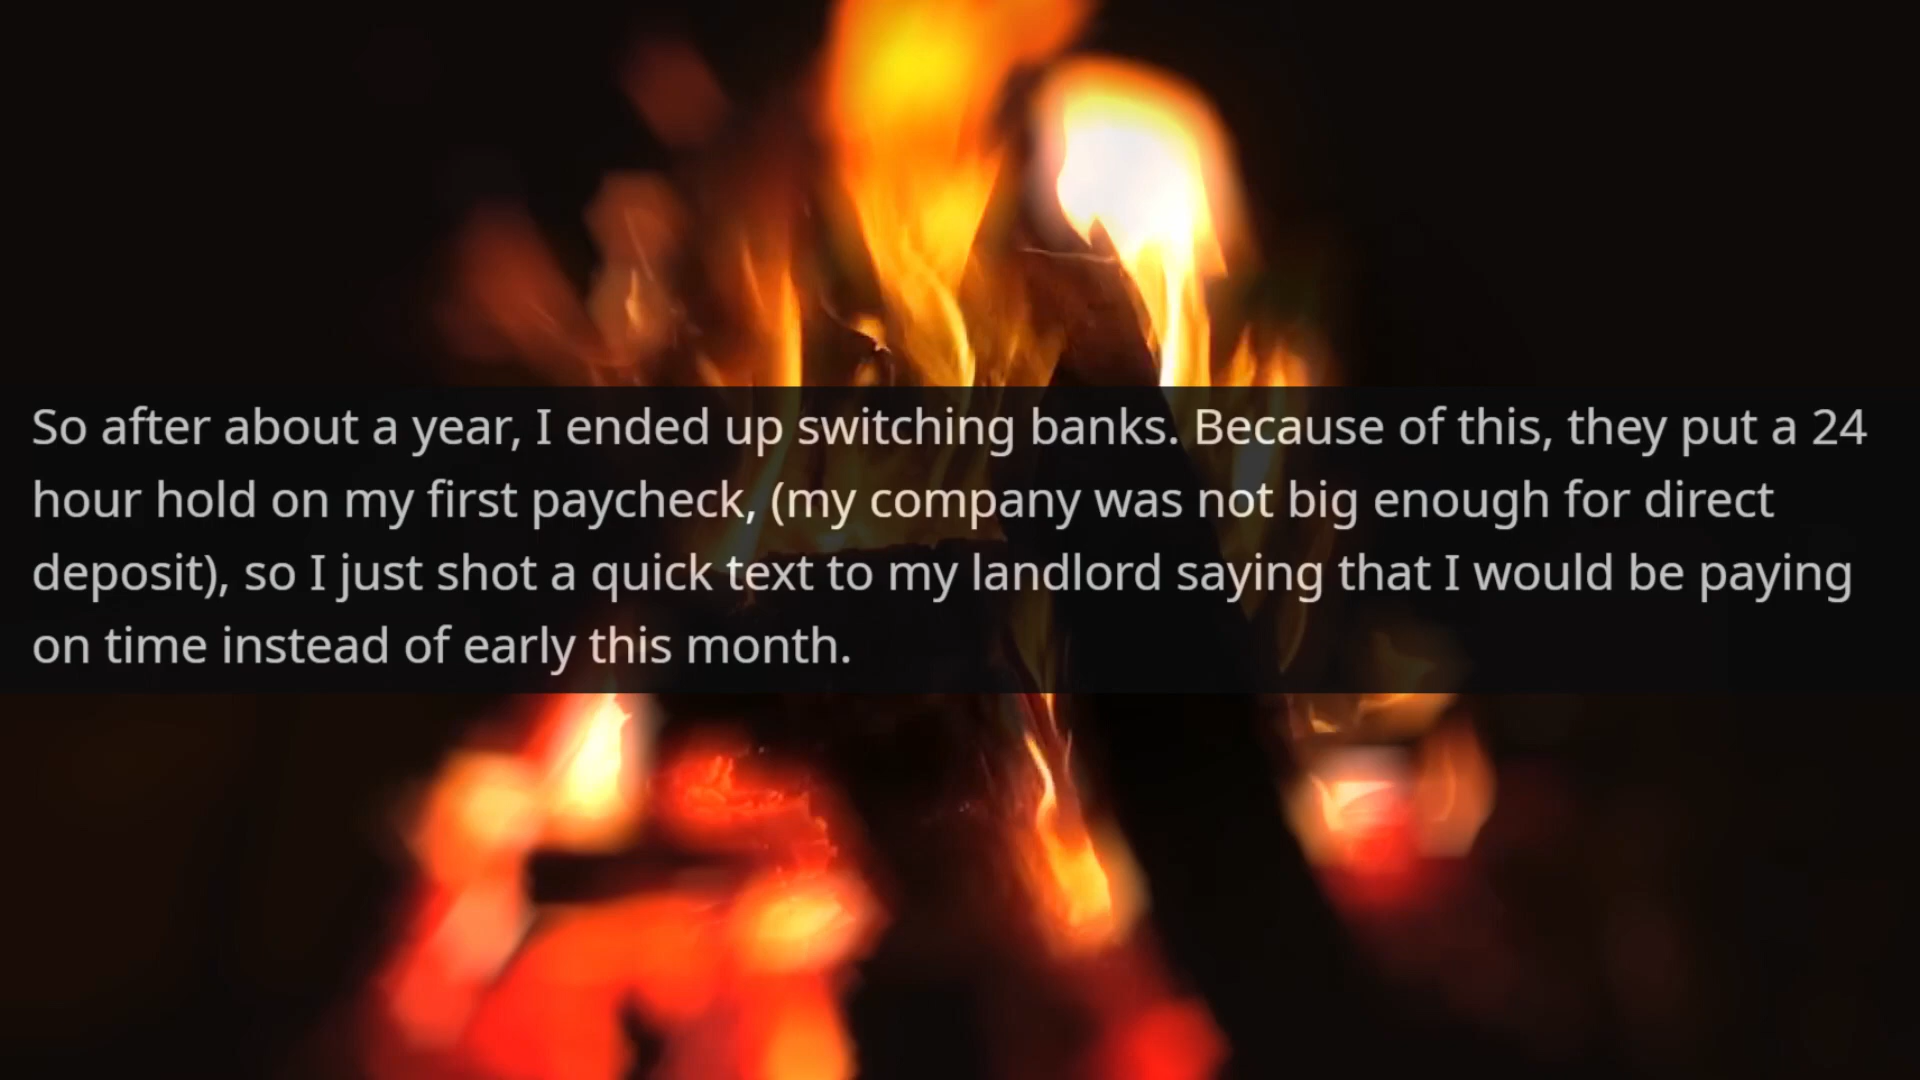 So after about a year, I ended up switching banks. Because of this, they put a 24
hour hold on my first paycheck, (my company was not big enough for direct
deposit), so I just shot a quick text to my landlord saying that I would be paying
on time instead of early this month.